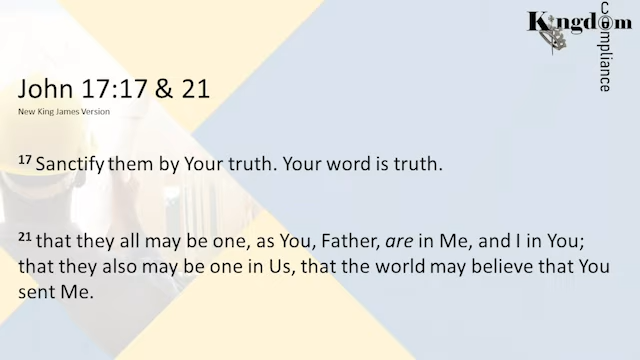 Kingdom
Compliance
John 17:17 & 21
New King James Version
17 Sanctify them by Your truth. Your word is truth.
21 that they all may be one, as You, Father, are in Me, and I in You;
that they also may be one in Us, that the world may believe that You
sent Me.